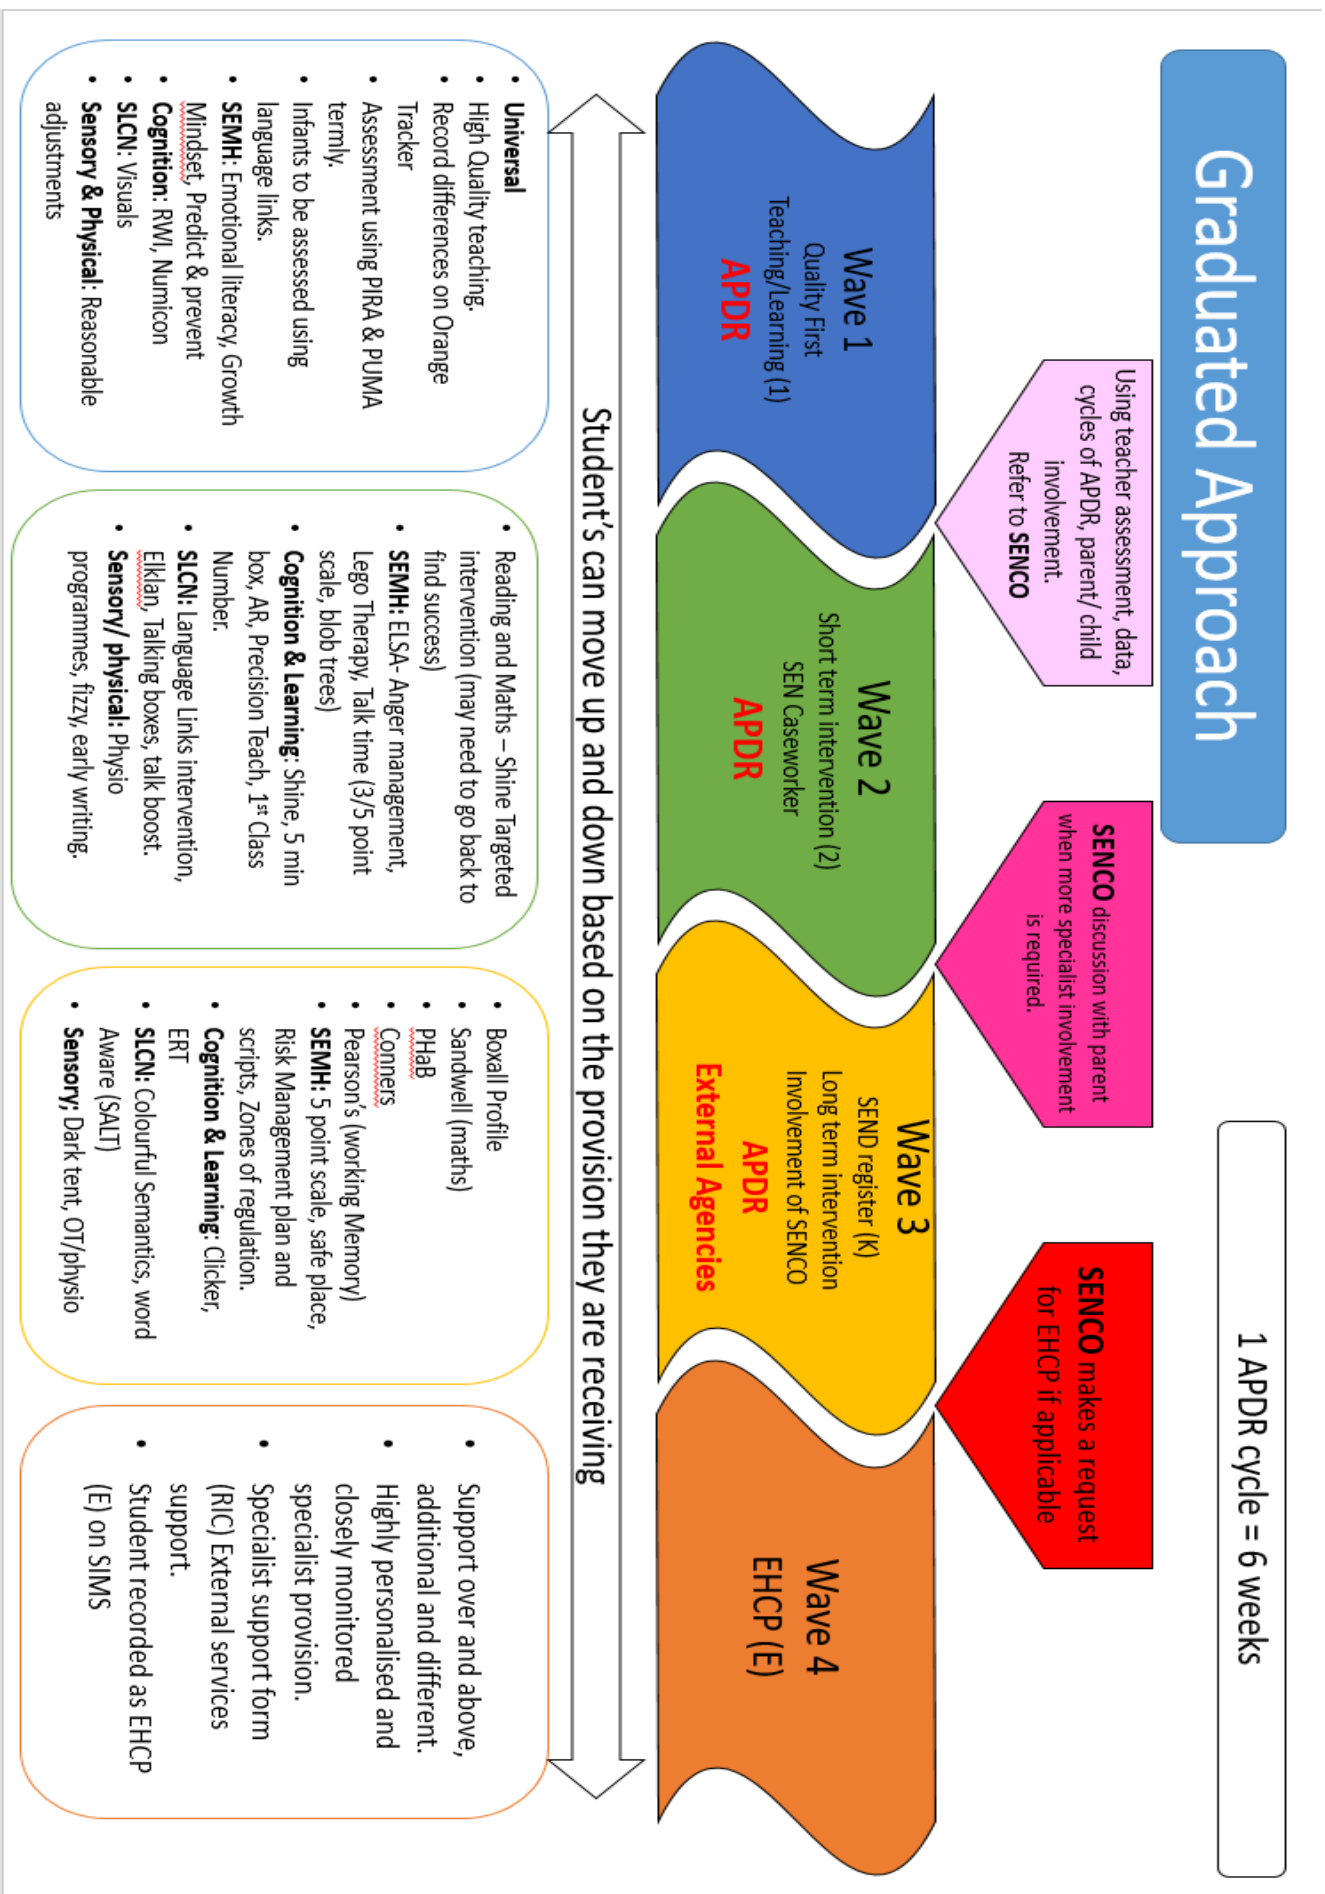 Graduated Approach
1 APDR cycle = 6 weeks
Using teacher assessment, data,
cycles of APDR, parent/ child
involvement.
Refer to SENCO
SENCO discussion with parent
when more specialist involvement
is required.
SENCO makes a request
for EHCP if applicable
Wave 1
Quality First
Teaching/Learning (1)
APDR
Wave 2
Short term intervention (2)
SEN Caseworker
APDR
Wave 3
SEND register (K)
Long term intervention
Involvement of SENCO
APDR
External Agencies
Wave 4
EHCP (E)
Student’s can move up and down based on the provision they are receiving
• Universal
• High Quality teaching.
• Record differences on Orange
Tracker
• Assessment using PIRA & PUMA
termly.
• Infants to be assessed using
language links.
• SEMH: Emotional literacy, Growth
Mindset, Predict & prevent
• Cognition: RWI, Numicon
• SLCN: Visuals
• Sensory & Physical: Reasonable
adjustments
• Reading and Maths – Shine Targeted
intervention (may need to go back to
find success)
• SEMH: ELSA- Anger management,
Lego Therapy, Talk time (3/5 point
scale, blob trees)
• Cognition & Learning: Shine, 5 min
box, AR, Precision Teach, 1st Class
Number.
• SLCN: Language Links intervention,
Elklan, Talking boxes, talk boost.
• Sensory/ physical: Physio
programmes, fizzy, early writing.
• Boxall Profile
• Sandwell (maths)
• PHaB
• Conners
• Pearson’s (working Memory)
• SEMH: 5 point scale, safe place,
Risk Management plan and
scripts, Zones of regulation.
• Cognition & Learning: Clicker,
ERT
• SLCN: Colourful Semantics, word
Aware (SALT)
• Sensory; Dark tent, OT/physio
• Support over and above,
additional and different.
• Highly personalised and
closely monitored
specialist provision.
• Specialist support form
(RIC) External services
support.
• Student recorded as EHCP
(E) on SIMS